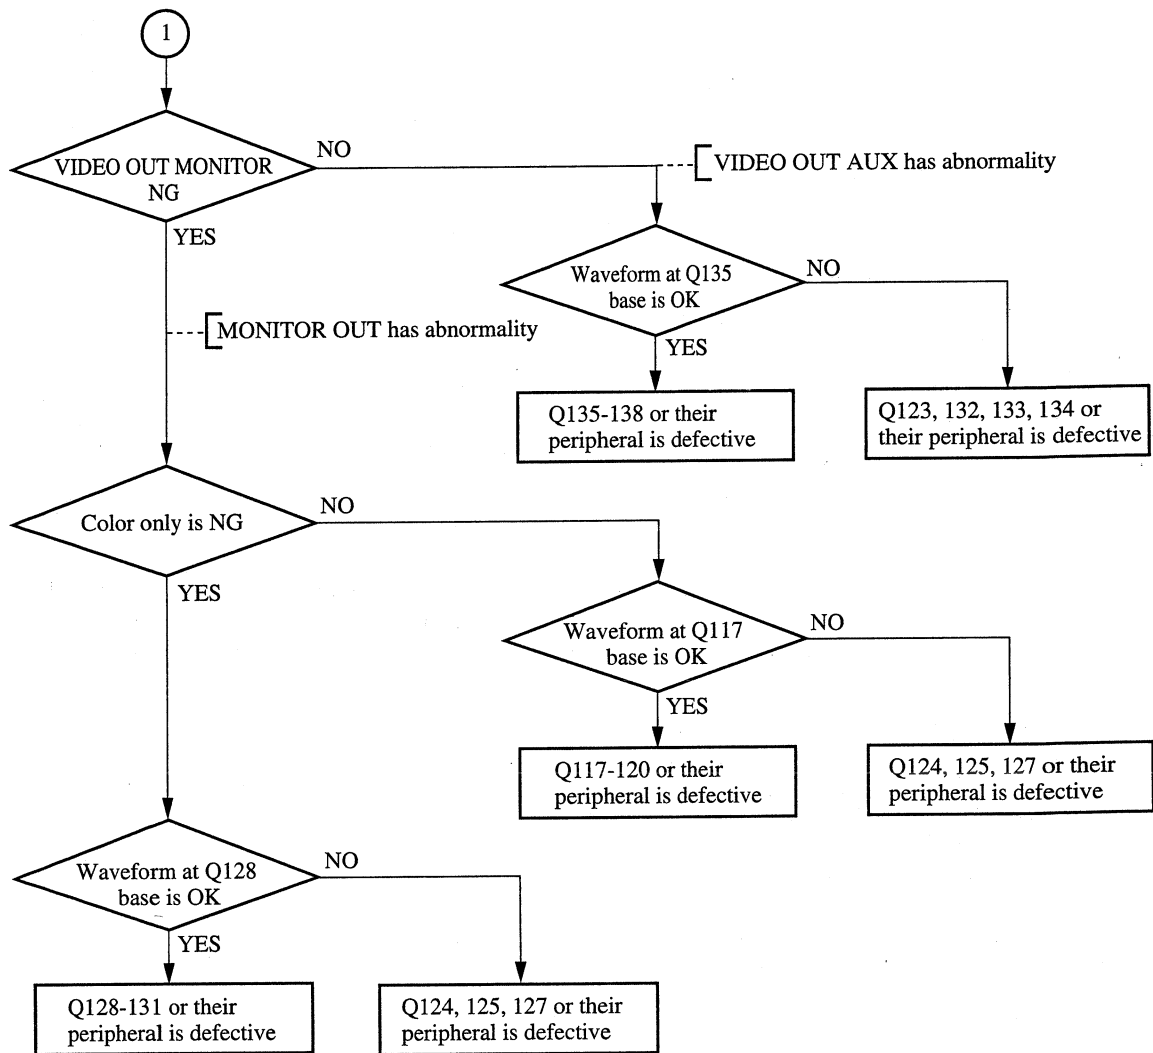 1
VIDEO OUT MONITOR
NG
NO
VIDEO OUT AUX has abnormality
YES
Waveform at Q135
base is OK
NO
MONITOR OUT has abnormality
YES
Q135-138 or their
peripheral is defective
Q123, 132, 133, 134 or
their peripheral is defective
Color only is NG
NO
YES
Waveform at Q117
base is OK
NO
YES
Q117-120 or their
peripheral is defective
Q124, 125, 127 or their
peripheral is defective
Waveform at Q128
base is OK
NO
YES
Q128-131 or their
peripheral is defective
Q124, 125, 127 or their
peripheral is defective